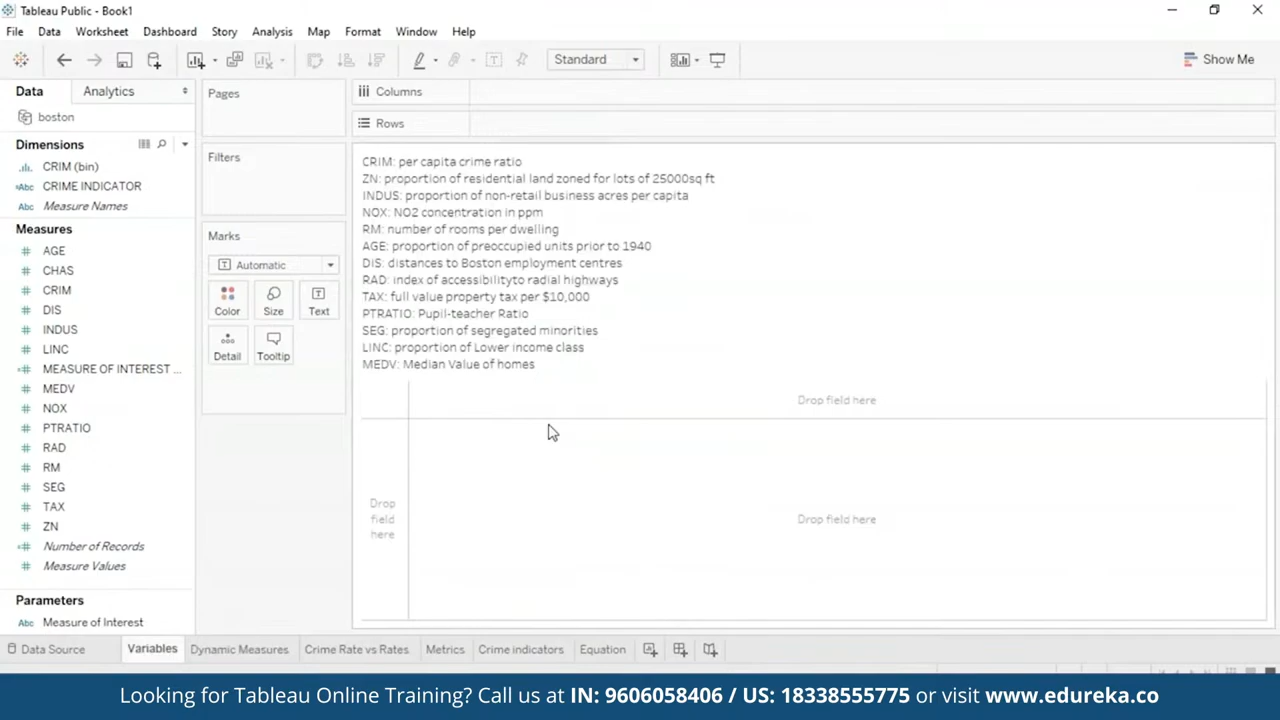 Tableau Public - Book1
File Data Worksheet Dashboard Story Analysis Map Format Window Help
Standard
Show Me
Data Analytics
boston
Dimensions
CRIM (bin)
Abc CRIME INDICATOR
Abc Measure Names
Measures
AGE
CHAS
CRIM
DIS
INDUS
LINC
MEASURE OF INTEREST ...
MEDV
NOX
PTRATIO
RAD
RM
SEG
TAX
ZN
Number of Records
Measure Values
Parameters
Abc Measure of Interest
Pages
Filters
Marks
Automatic
Color Size Text
Detail Tooltip
Columns
Rows
CRIM: per capita crime ratio
ZN: proportion of residential land zoned for lots of 25000sq ft
INDUS: proportion of non-retail business acres per capita
NOX: NO2 concentration in ppm
RM: number of rooms per dwelling
AGE: proportion of preoccupied units prior to 1940
DIS: distances to Boston employment centres
RAD: index of accessibilityto radial highways
TAX: full value property tax per $10,000
PTRATIO: Pupil-teacher Ratio
SEG: proportion of segregated minorities
LINC: proportion of Lower income class
MEDV: Median Value of homes
Drop field here
Drop
field
here
Drop field here
Data Source Variables Dynamic Measures Crime Rate vs Rates Metrics Crime indicators Equation
Looking for Tableau Online Training? Call us at IN: 9606058406 / US: 18338555775 or visit www.edureka.co